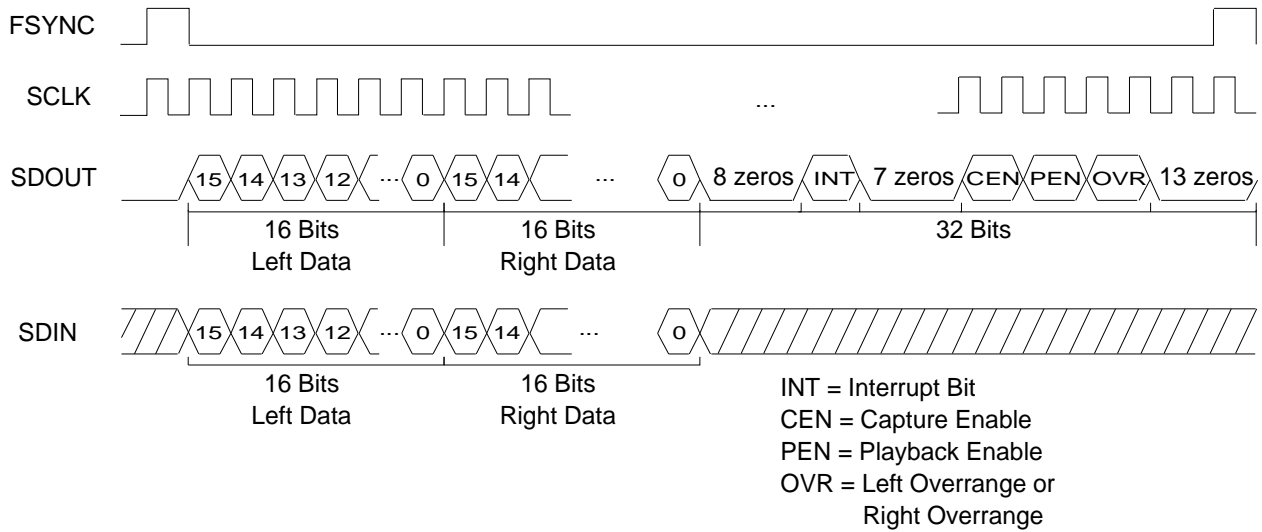 FSYNC
SCLK
...
SDOUT 15 14 13 12 ... 0 15 14 ... 0 8 zeros INT 7 zeros CEN PEN OVR 13 zeros
16 Bits 16 Bits 32 Bits
Left Data Right Data
SDIN 15 14 13 12 ... 0 15 14 ... 0
16 Bits 16 Bits
Left Data Right Data
INT = Interrupt Bit
CEN = Capture Enable
PEN = Playback Enable
OVR = Left Overrange or
Right Overrange